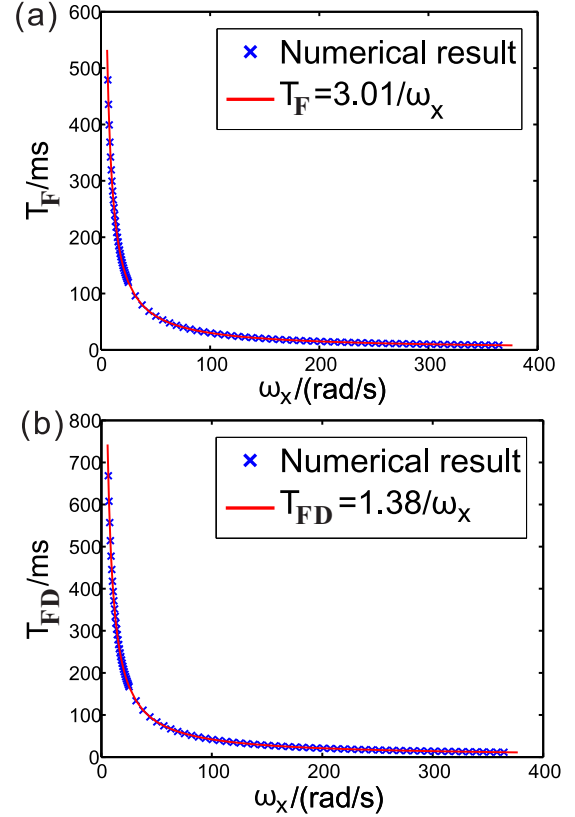 (a)
600
500
400
300
200
100
0
T_F/ms
Numerical result
T_F=3.01/ω_x
0 100 200 300 400
ω_x/(rad/s)
(b)
800
700
600
500
400
300
200
100
0
T_FD/ms
Numerical result
T_FD=1.38/ω_x
0 100 200 300 400
ω_x/(rad/s)